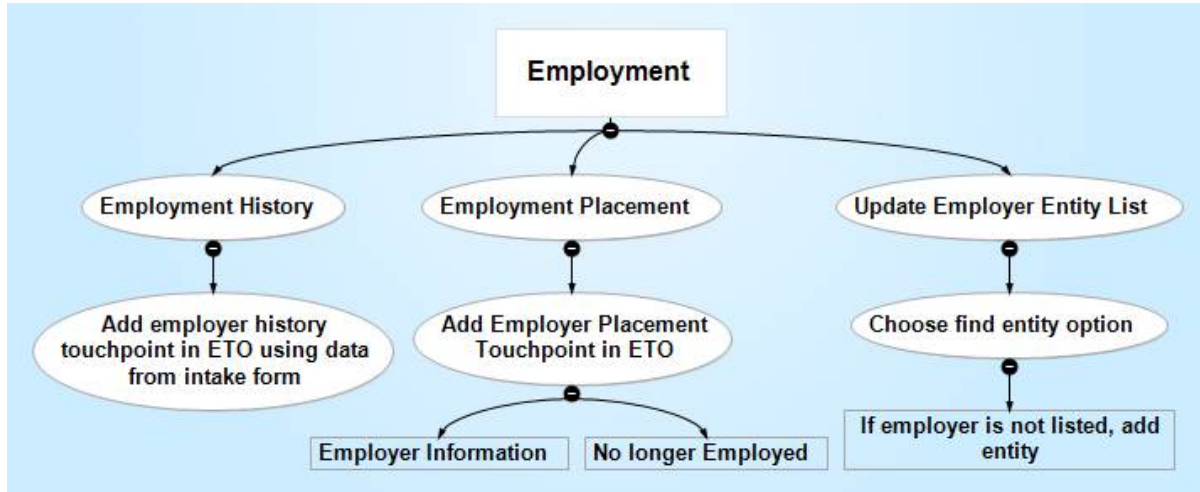 Employment
Employment History
Employment Placement
Update Employer Entity List
Add employer history
touchpoint in ETO using data
from intake form
Add Employer Placement
Touchpoint in ETO
Choose find entity option
Employer Information
No longer Employed
If employer is not listed, add
entity